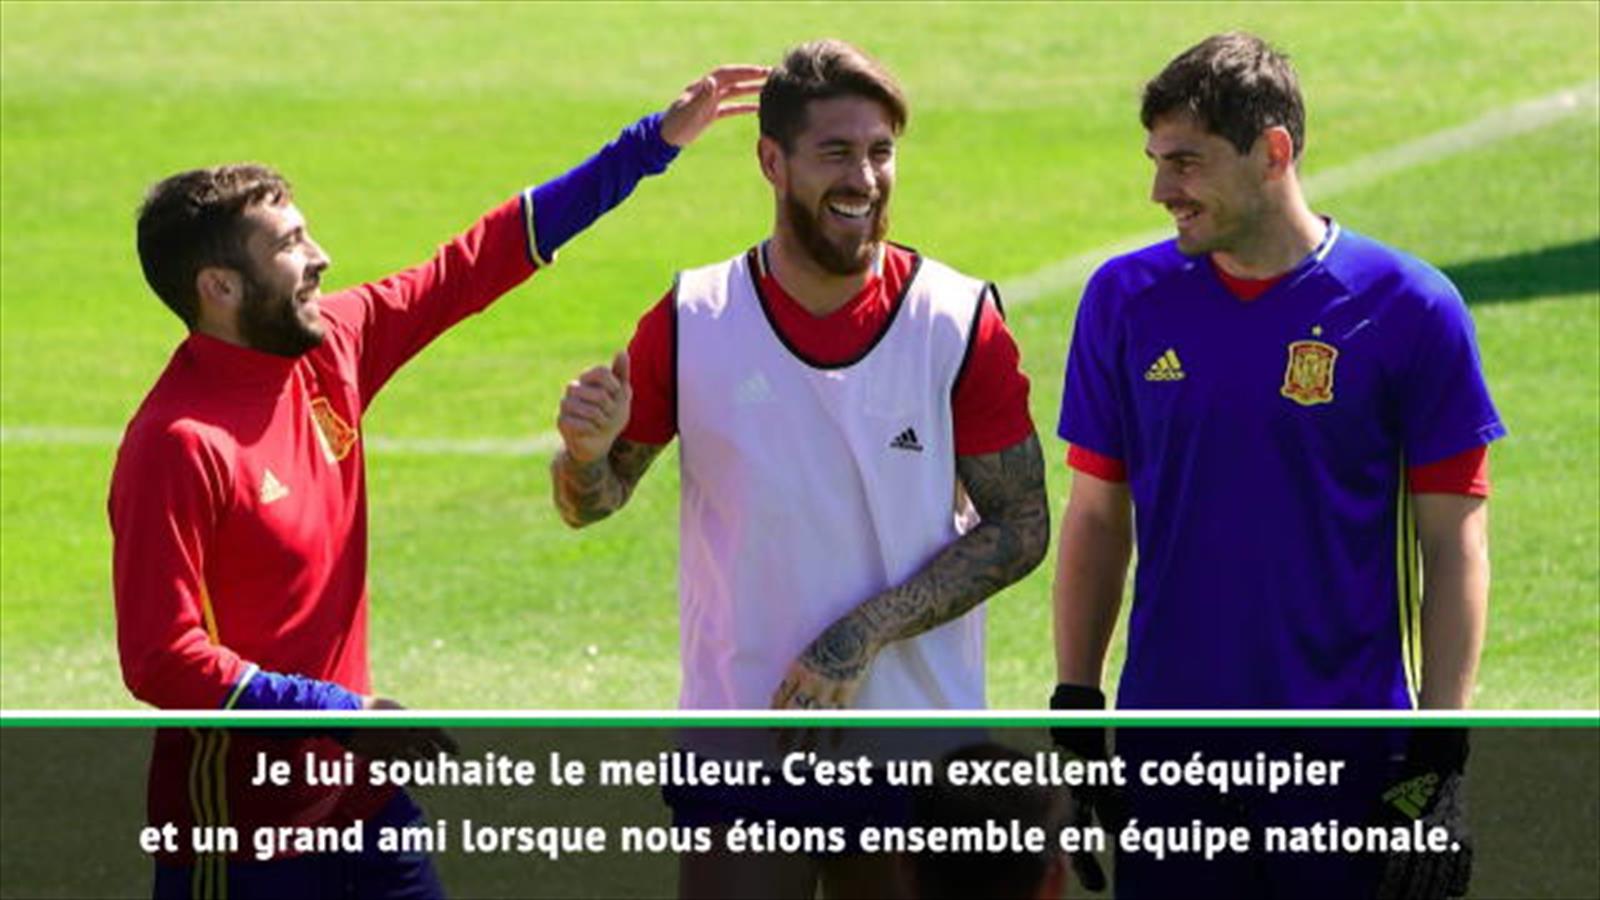 adidas
Je lui souhaite le meilleur. C'est un excellent coéquipier
et un grand ami lorsque nous étions ensemble en équipe nationale.